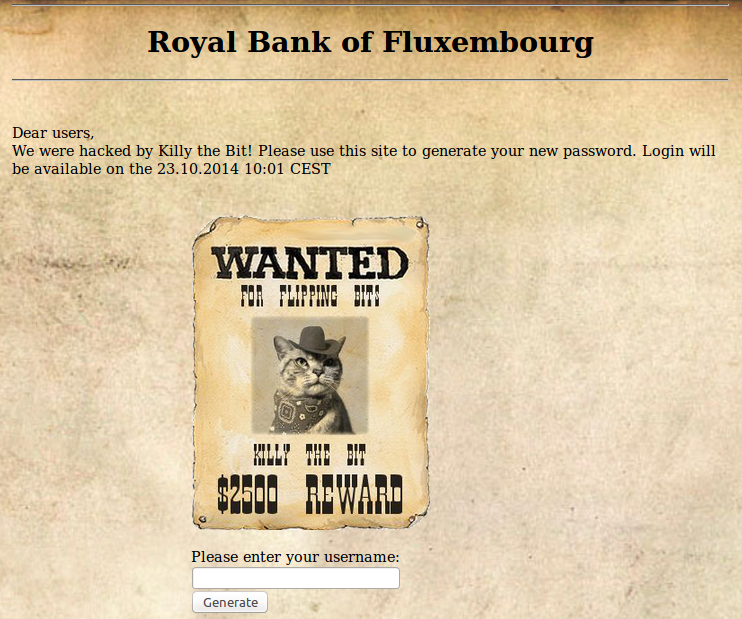 Royal Bank of Fluxembourg
Dear users,
We were hacked by Killy the Bit! Please use this site to generate your new password. Login will
be available on the 23.10.2014 10:01 CEST
WANTED
FOR FLIPPING BITS
KILLY THE BIT
$2500 REWARD
Please enter your username:
Generate